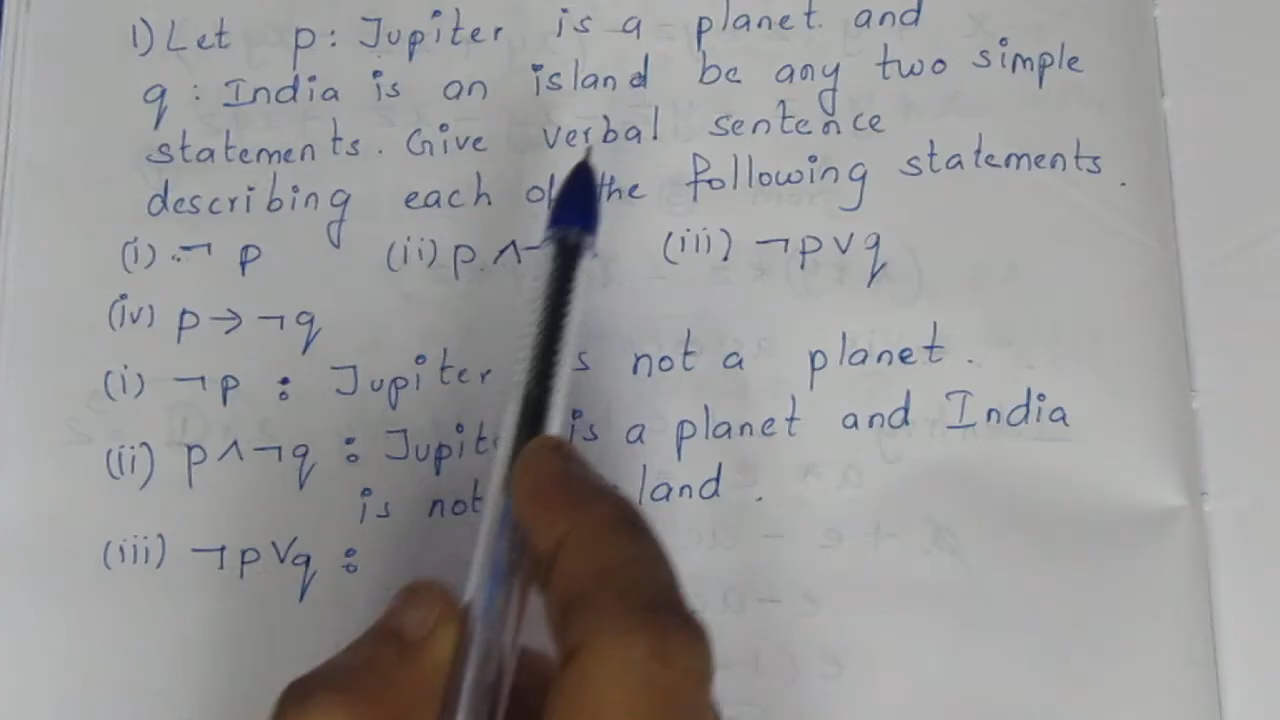 1) Let p : Jupiter is a planet. and
q : India is an island be any two simple
statements. Give verbal sentence
describing each of the following statements.
(i) ¬ p (ii) p ∧ ¬ (iii) ¬p ∨ q
(iv) p → ¬q
(i) ¬p : Jupiter is not a planet.
(ii) p ∧ ¬q : Jupiter is a planet and India
is not land.
(iii) ¬p ∨ q :